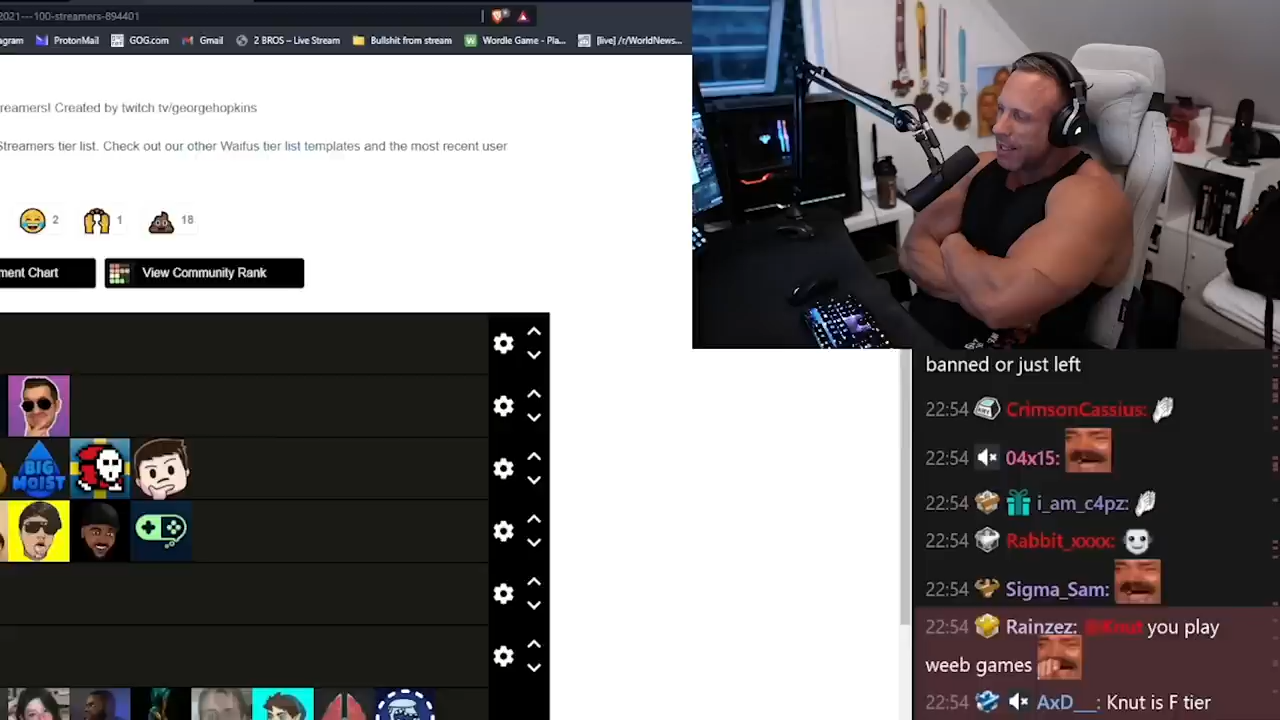 2021---100-streamers-894401
agram ProtonMail GOG.com Gmail 2 BROS – Live Stream Bullshit from stream Wordle Game - Pla... [live] /r/WorldNews...
reamers! Created by twitch tv/georgehopkins
Streamers tier list. Check out our other Waifus tier list templates and the most recent user
2 1 18
ment Chart View Community Rank
BIG
MOIST
banned or just left
22:54 CrimsonCassius:
22:54 04x15:
22:54 i_am_c4pz:
22:54 Rabbit_xxxx:
22:54 Sigma_Sam:
22:54 Rainzez: @Knut you play
weeb games
22:54 AxD__: Knut is F tier